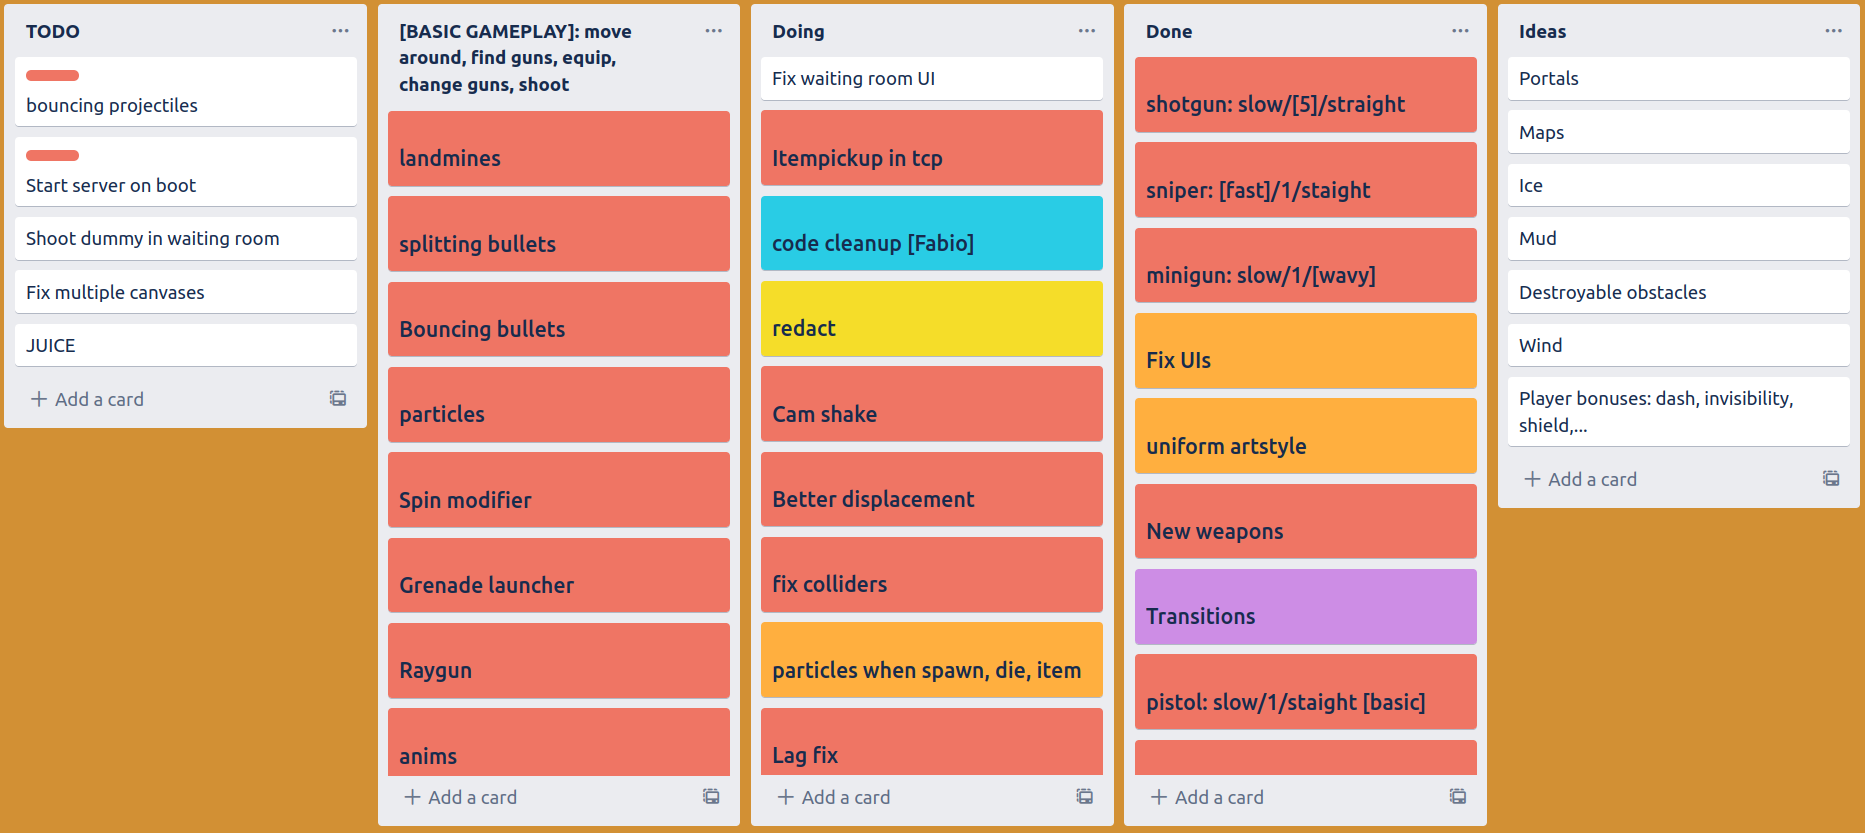 TODO
bouncing projectiles
Start server on boot
Shoot dummy in waiting room
Fix multiple canvases
JUICE
+ Add a card
[BASIC GAMEPLAY]: move
around, find guns, equip,
change guns, shoot
landmines
splitting bullets
Bouncing bullets
particles
Spin modifier
Grenade launcher
Raygun
anims
+ Add a card
Doing
Fix waiting room UI
Itempickup in tcp
code cleanup [Fabio]
redact
Cam shake
Better displacement
fix colliders
particles when spawn, die, item
Lag fix
+ Add a card
Done
shotgun: slow/[5]/straight
sniper: [fast]/1/staight
minigun: slow/1/[wavy]
Fix UIs
uniform artstyle
New weapons
Transitions
pistol: slow/1/staight [basic]
+ Add a card
Ideas
Portals
Maps
Ice
Mud
Destroyable obstacles
Wind
Player bonuses: dash, invisibility,
shield,...
+ Add a card